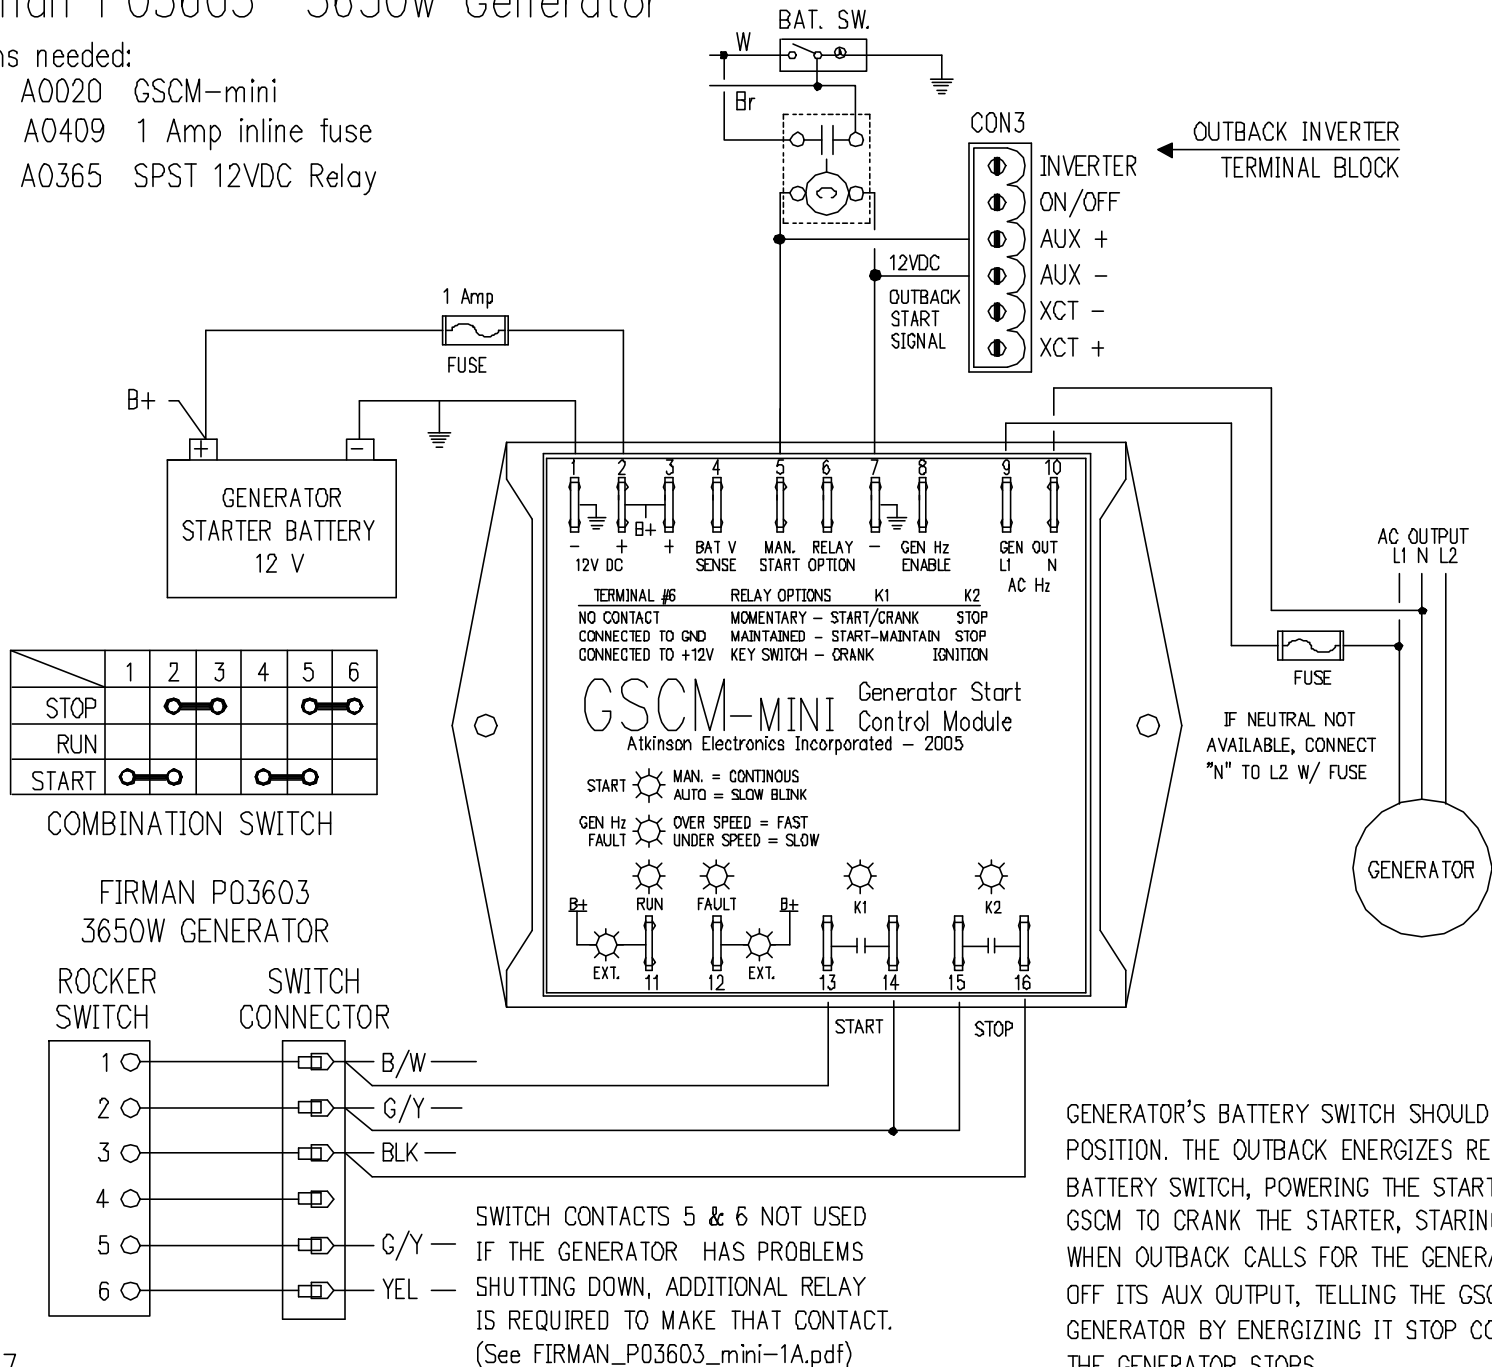 P03603 3650w Generator
needed:
A0020 GSCM-mini
A0409 1 Amp inline fuse
A0365 SPST 12VDC Relay
BAT. SW.
W
Br
CON3
OUTBACK INVERTER
TERMINAL BLOCK
INVERTER
ON/OFF
AUX +
AUX -
XCT -
XCT +
12VDC
OUTBACK
START
SIGNAL
1 Amp
FUSE
B+
+ -
GENERATOR
STARTER BATTERY
12 V
1 2 3 4 5 6 7 8 9 10
B+
- + + BAT V MAN. RELAY - GEN Hz GEN OUT
12V DC SENSE START OPTION ENABLE L1 N
AC Hz
TERMINAL #6 RELAY OPTIONS K1 K2
NO CONTACT MOMENTARY - START/CRANK STOP
CONNECTED TO GND MAINTAINED - START-MAINTAIN STOP
CONNECTED TO +12V KEY SWITCH - CRANK IGNITION
GSCM-MINI Generator Start
Control Module
Atkinson Electronics Incorporated - 2005
START MAN. = CONTINOUS
AUTO = SLOW BLINK
GEN Hz OVER SPEED = FAST
FAULT UNDER SPEED = SLOW
B+ RUN FAULT B+ K1 K2
EXT. 11 12 EXT. 13 14 15 16
START STOP
AC OUTPUT
L1 N L2
FUSE
IF NEUTRAL NOT
AVAILABLE, CONNECT
"N" TO L2 W/ FUSE
GENERATOR
1 2 3 4 5 6
STOP
RUN
START
COMBINATION SWITCH
FIRMAN P03603
3650W GENERATOR
ROCKER SWITCH
SWITCH CONNECTOR
1 B/W
2 G/Y
3 BLK
4
5 G/Y
6 YEL
SWITCH CONTACTS 5 & 6 NOT USED
IF THE GENERATOR HAS PROBLEMS
SHUTTING DOWN, ADDITIONAL RELAY
IS REQUIRED TO MAKE THAT CONTACT.
(See FIRMAN_P03603_mini-1A.pdf)
GENERATOR'S BATTERY SWITCH SHOULD
POSITION. THE OUTBACK ENERGIZES
BATTERY SWITCH, POWERING THE
GSCM TO CRANK THE STARTER,
WHEN OUTBACK CALLS FOR THE
OFF ITS AUX OUTPUT, TELLING THE
GENERATOR BY ENERGIZING IT STOP
THE GENERATOR STOPS
7